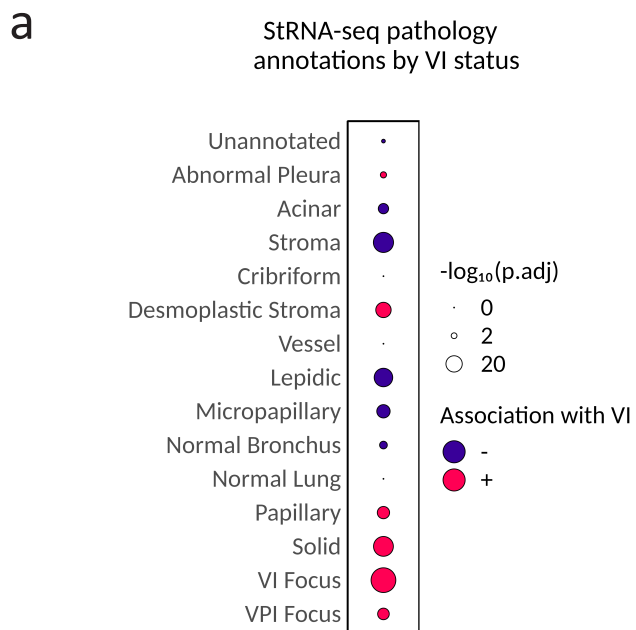 a
StRNA-seq pathology
annotations by VI status
Unannotated
Abnormal Pleura
Acinar
Stroma
Cribriform
Desmoplastic Stroma
Vessel
Lepidic
Micropapillary
Normal Bronchus
Normal Lung
Papillary
Solid
VI Focus
VPI Focus
-log₁₀(p.adj)
0
2
20
Association with VI
-
+